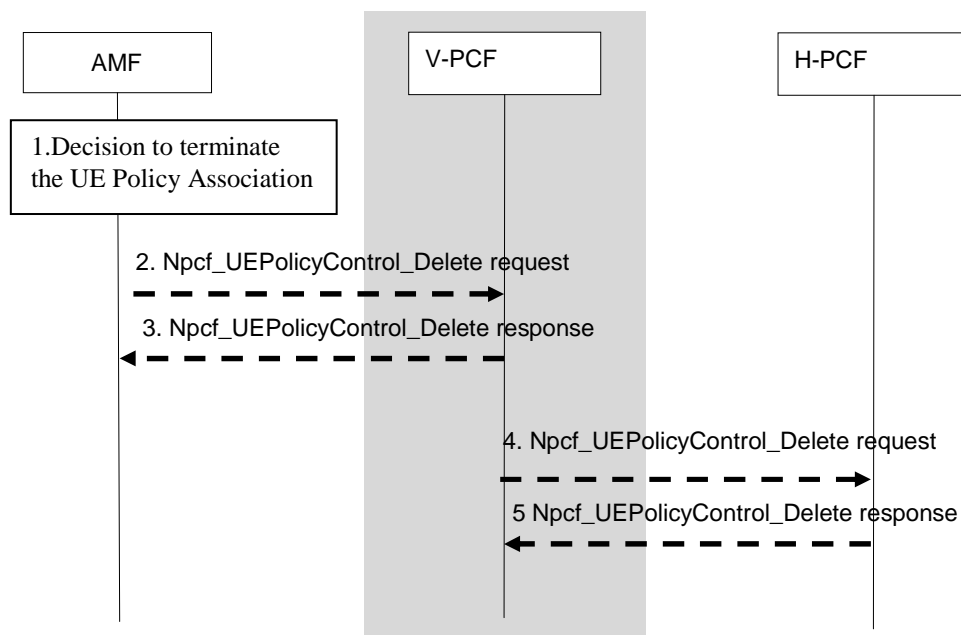 AMF
V-PCF
H-PCF
1.Decision to terminate
the UE Policy Association
2. Npcf_UEPolicyControl_Delete request
3. Npcf_UEPolicyControl_Delete response
4. Npcf_UEPolicyControl_Delete request
5 Npcf_UEPolicyControl_Delete response